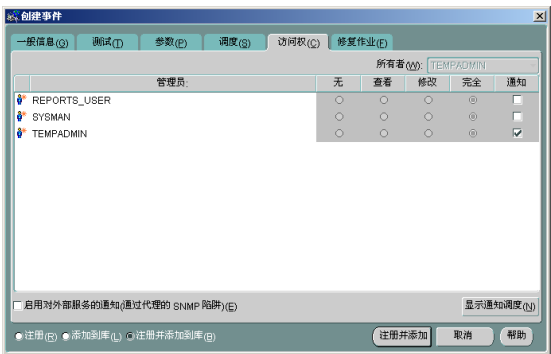 创建事件
一般信息(G) 测试(T) 参数(P) 调度(S) 访问权(C) 修复作业(F)
所有者(W): TEMPADMIN
管理员: 无 查看 修改 完全 通知
REPORTS_USER
SYSMAN
TEMPADMIN
启用对外部服务的通知(通过代理的 SNMP 陷阱)(E)
显示通知调度(N)
注册(R) 添加到库(L) 注册并添加到库(B)
注册并添加 取消 帮助